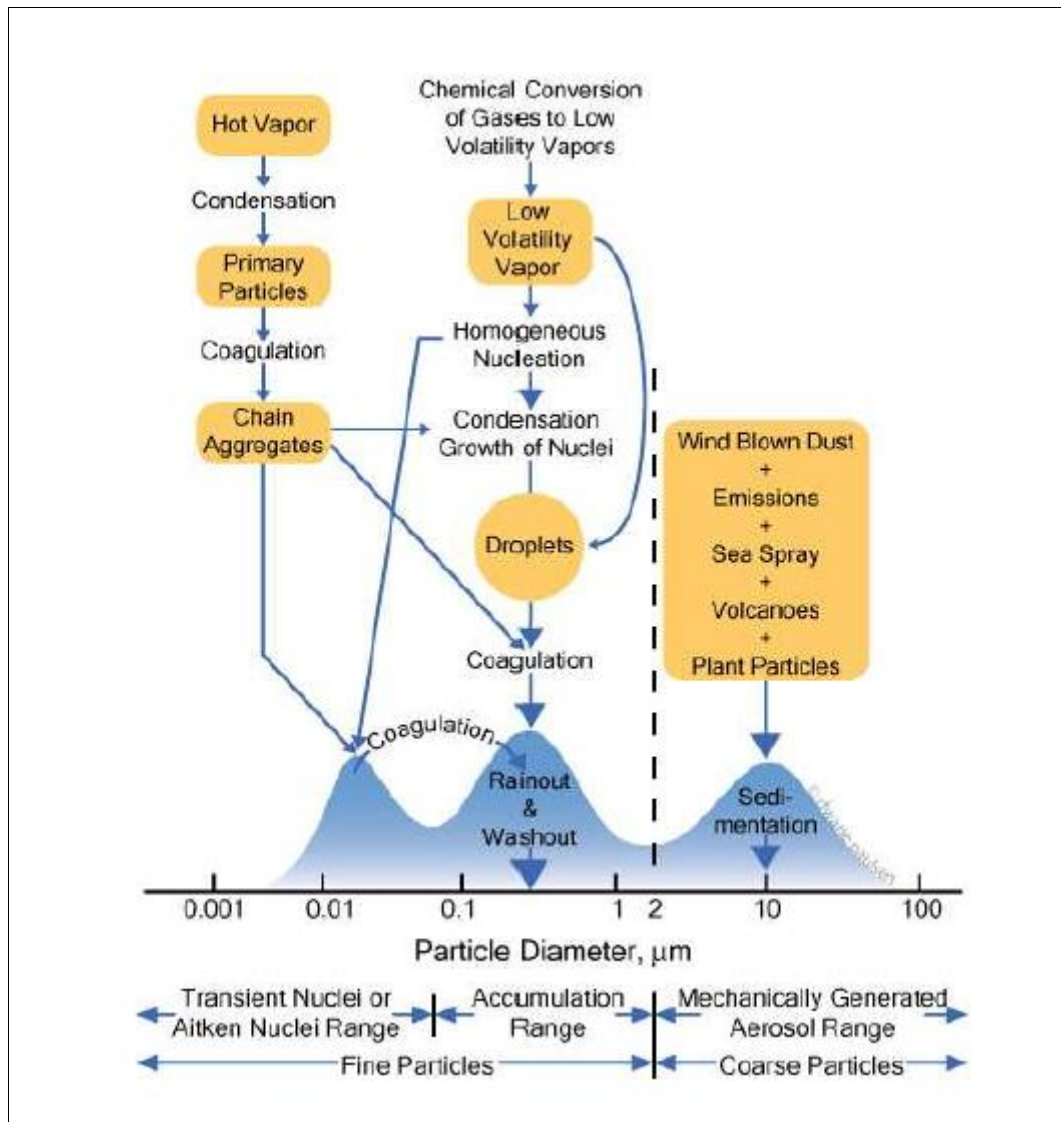 Hot Vapor
Condensation
Primary
Particles
Coagulation
Chain
Aggregates
Chemical Conversion
of Gases to Low
Volatility Vapors
Low
Volatility
Vapor
Homogeneous
Nucleation
Condensation
Growth of Nuclei
Droplets
Coagulation
Wind Blown Dust
+
Emissions
+
Sea Spray
+
Volcanoes
+
Plant Particles
Coagulation
Rainout
&
Washout
Sedi-
mentation
0.001 0.01 0.1 1 2 10 100
Particle Diameter, μm
Transient Nuclei or
Aitken Nuclei Range
Accumulation
Range
Mechanically Generated
Aerosol Range
Fine Particles
Coarse Particles